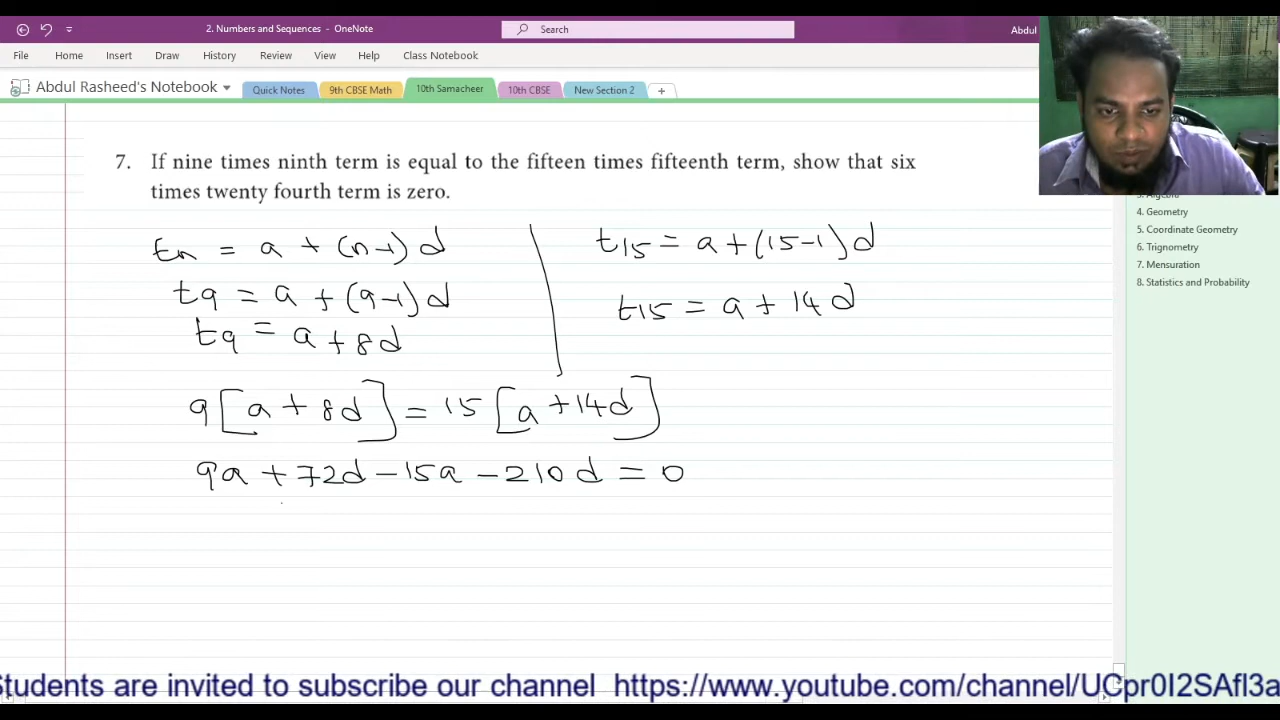 2. Numbers and Sequences - OneNote
Search
Abdul
File Home Insert Draw History Review View Help Class Notebook
Abdul Rasheed's Notebook
Quick Notes 9th CBSE Math 10th Samacheer 10th CBSE New Section 2 +
7. If nine times ninth term is equal to the fifteen times fifteenth term, show that six
times twenty fourth term is zero.
tn = a + (n-1) d
t9 = a + (9-1) d
t9 = a + 8d
t15 = a + (15-1) d
t15 = a + 14 d
9 [a + 8d] = 15 [a + 14d]
9a + 72d - 15a - 210 d = 0
3. Algebra
4. Geometry
5. Coordinate Geometry
6. Trignometry
7. Mensuration
8. Statistics and Probability
Students are invited to subscribe our channel https://www.youtube.com/channel/UCpr0I2SAfl3a